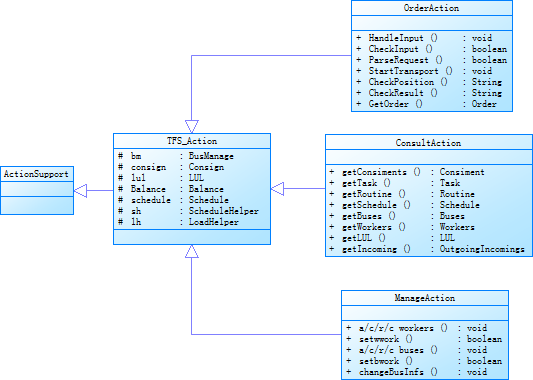 OrderAction
+ HandleInput () : void
+ CheckInput () : boolean
+ ParseRequest () : boolean
+ StartTransport () : void
+ CheckPosition () : String
+ CheckResult () : String
+ GetOrder () : Order
TFS_Action
# bm : BusManage
# consign : Consign
# lul : LUL
# Balance : Balance
# schedule : Schedule
# sh : ScheduleHelper
# lh : LoadHelper
ActionSupport
ConsultAction
+ getConsiments () : Consiment
+ getTask () : Task
+ getRoutine () : Routine
+ getSchedule () : Schedule
+ getBuses () : Buses
+ getWorkers () : Workers
+ getLUL () : LUL
+ getIncoming () : OutgoingIncomings
ManageAction
+ a/c/r/c workers () : void
+ setwwork () : boolean
+ a/c/r/c buses () : void
+ setbwork () : boolean
+ changeBusInfs () : void